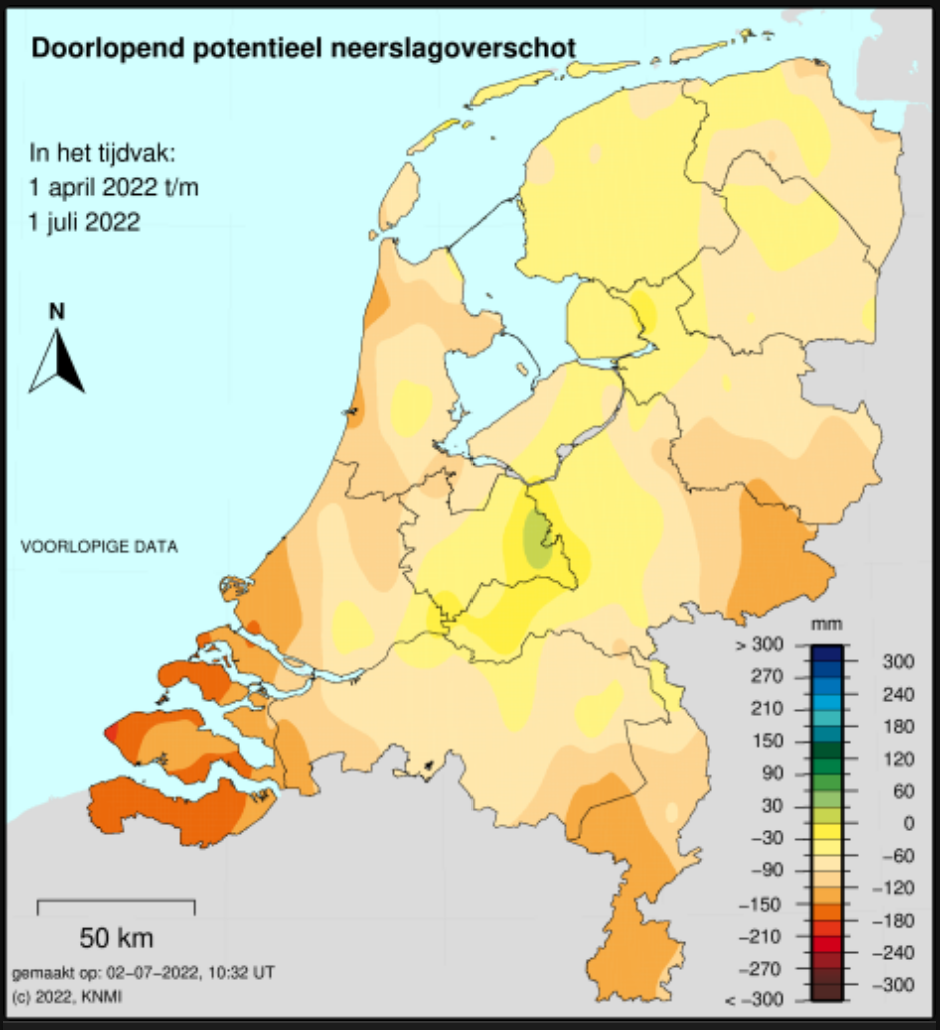 Doorlopend potentieel neerslagoverschot
In het tijdvak:
1 april 2022 t/m
1 juli 2022
N
VOORLOPIGE DATA
mm
> 300
300
270
240
210
180
150
120
90
60
30
0
−30
−60
−90
−120
−150
−180
−210
−240
−270
−300
< −300
50 km
gemaakt op: 02−07−2022, 10:32 UT
(c) 2022, KNMI